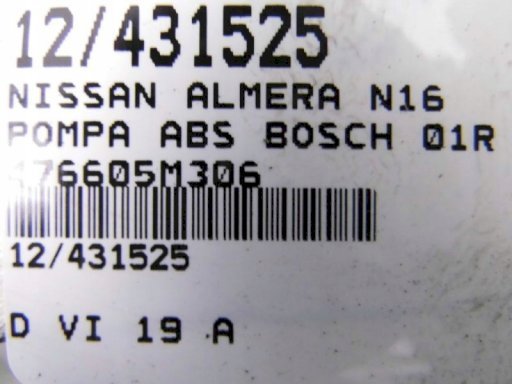 12/431525
NISSAN ALMERA N16
POMPA ABS BOSCH 01R
476605M306
12/431525
D VI 19 A